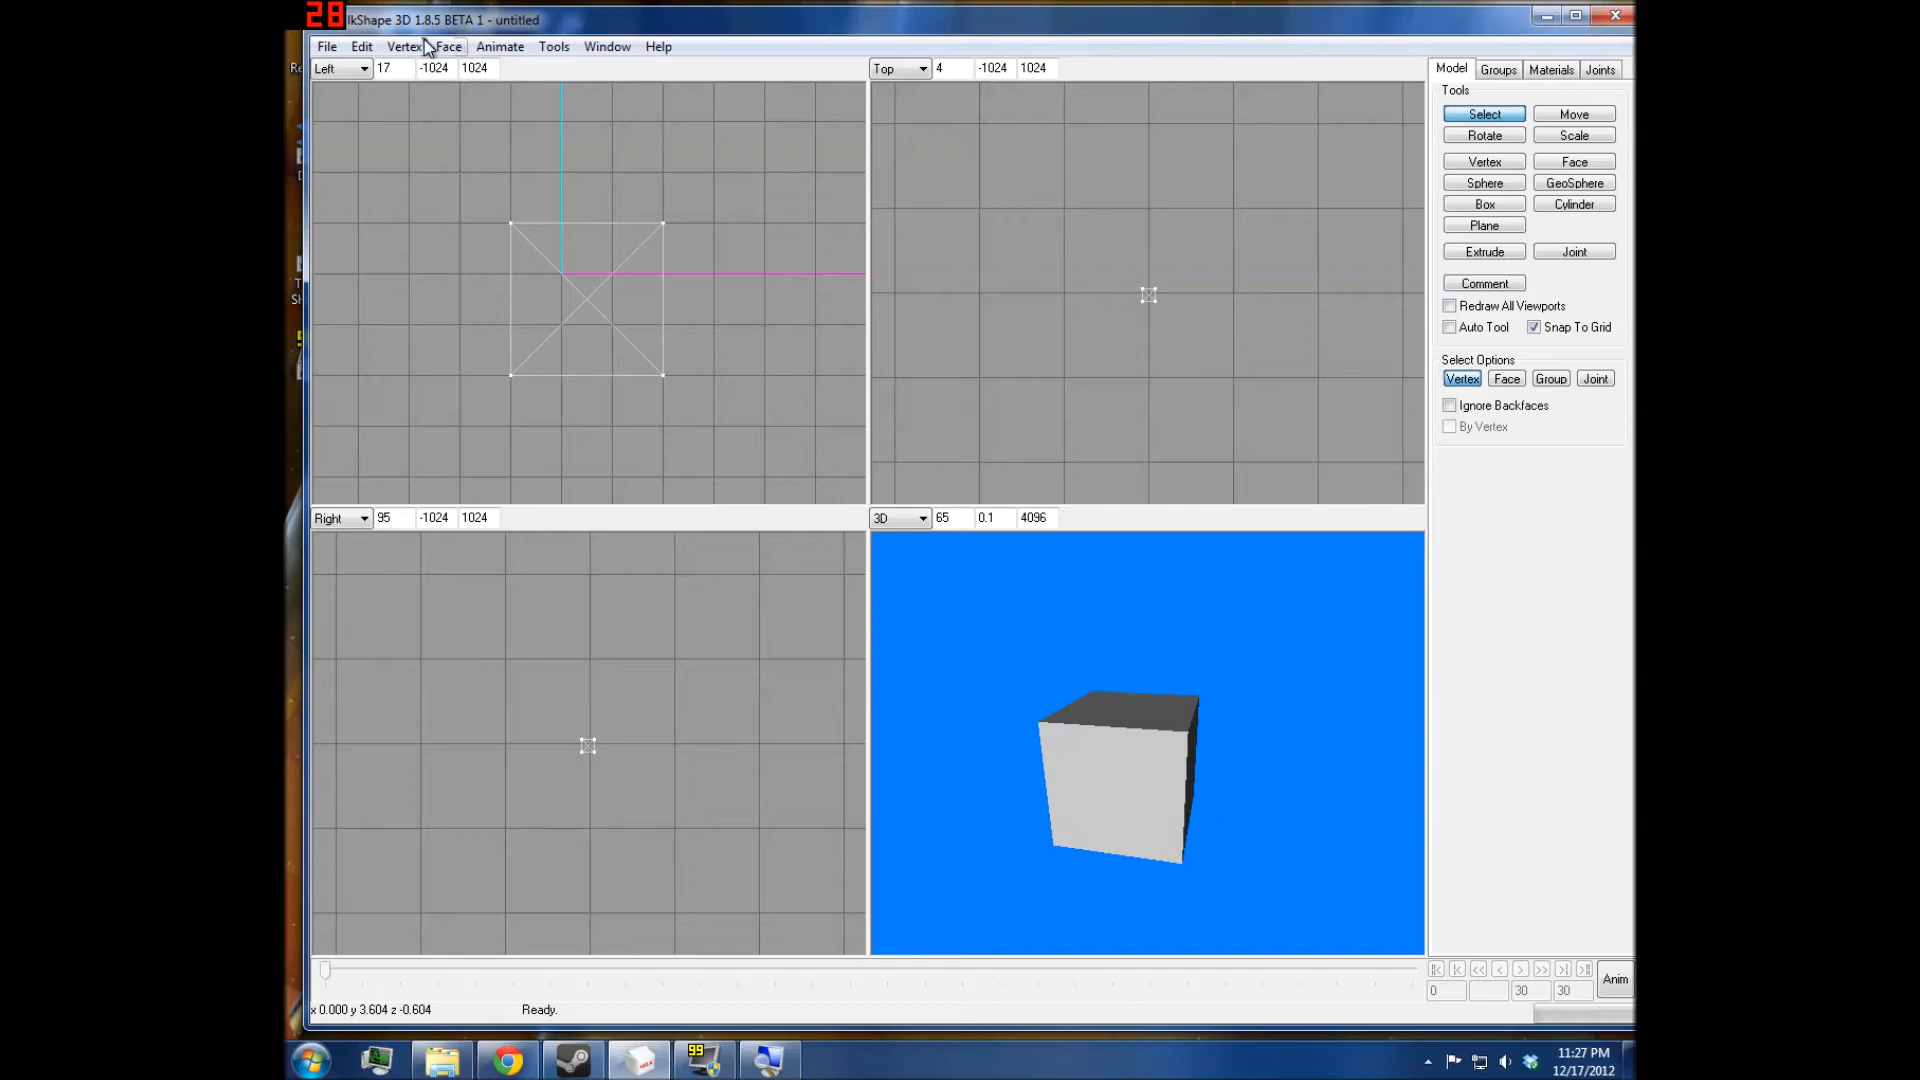 28 lkShape 3D 1.8.5 BETA 1 - untitled
File Edit Vertex Face Animate Tools Window Help
Left 17 -1024 1024
Top 4 -1024 1024
Model Groups Materials Joints
Tools
Select Move
Rotate Scale
Vertex Face
Sphere GeoSphere
Box Cylinder
Plane
Extrude Joint
Comment
Redraw All Viewports
Auto Tool Snap To Grid
Select Options
Vertex Face Group Joint
Ignore Backfaces
By Vertex
Right 95 -1024 1024
3D 65 0.1 4096
0 30 30 Anim
x 0.000 y 3.604 z -0.604 Ready.
MILK
99
11:27 PM
12/17/2012